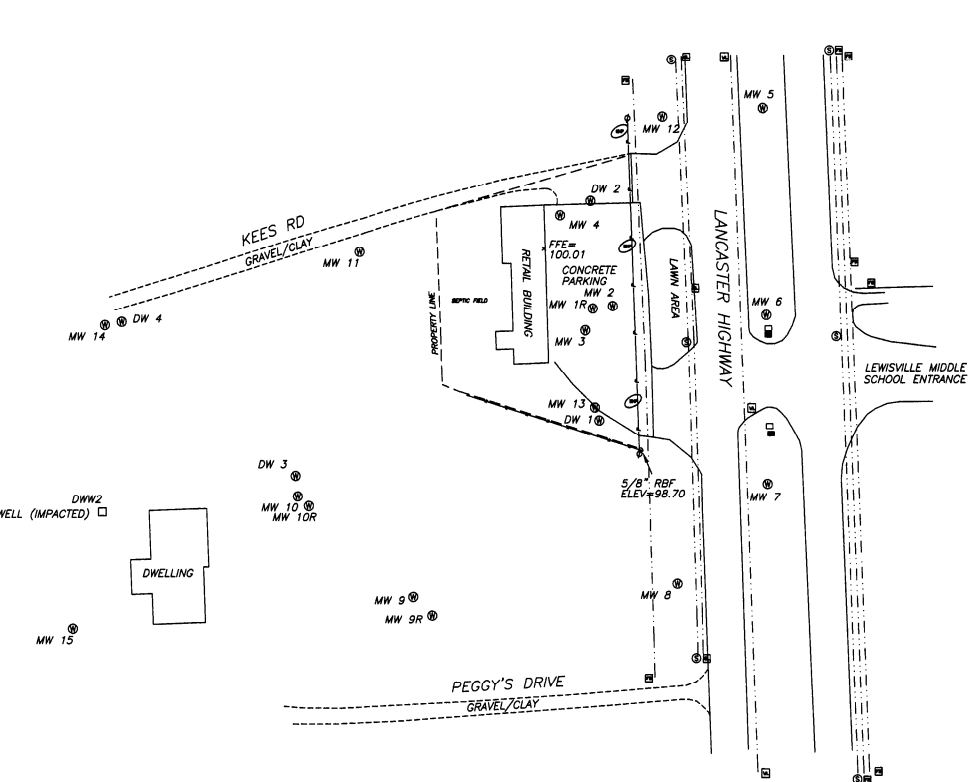 MW 5
MW 12
DW 2
KEES RD
GRAVEL/CLAY
MW 4
MW 11
FFE=
100.01
RETAIL BUILDING
CONCRETE
PARKING
LAWN AREA
LANCASTER HIGHWAY
PROPERTY LINE
SEPTIC FIELD
MW 2
MW 1R
MW 3
MW 6
MW 14
DW 4
LEWISVILLE MIDDLE
SCHOOL ENTRANCE
MW 13
DW 1
DW 3
5/8" RBF
ELEV=98.70
MW 7
DWW2
WELL (IMPACTED)
MW 10
MW 10R
DWELLING
MW 8
MW 9
MW 9R
MW 15
PEGGY'S DRIVE
GRAVEL/CLAY